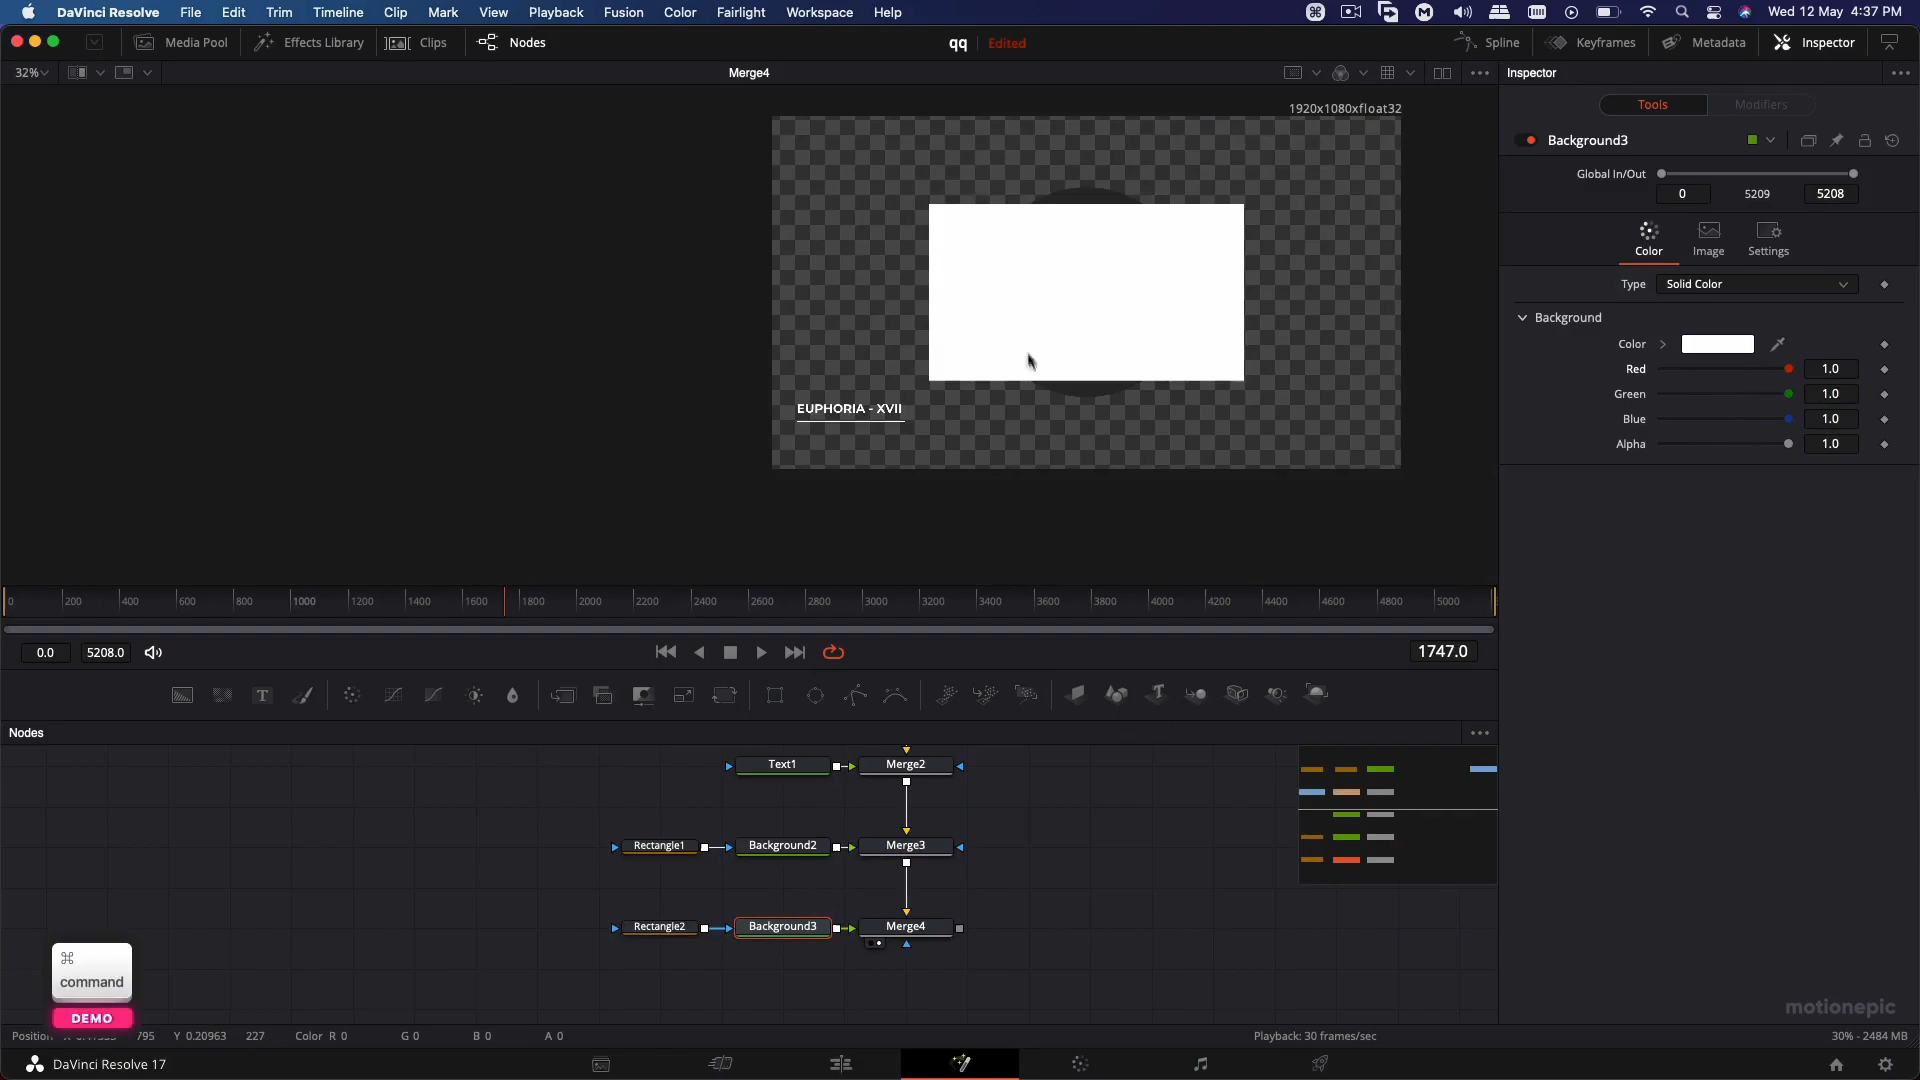 DaVinci Resolve File Edit Trim Timeline Clip Mark View Playback Fusion Color Fairlight Workspace Help Wed 12 May 4:37 PM
Media Pool Effects Library Clips Nodes qq Edited Spline Keyframes Metadata Inspector
32% Merge4 Inspector
1920x1080xfloat32
Tools Modifiers
Background3
Global In/Out
0 5209 5208
Color Image Settings
Type Solid Color
Background
Color
Red 1.0
Green 1.0
Blue 1.0
Alpha 1.0
EUPHORIA - XVII
0 200 400 600 800 1000 1200 1400 1600 1800 2000 2200 2400 2600 2800 3000 3200 3400 3600 3800 4000 4200 4400 4600 4800 5000
0.0 5208.0 1747.0
Nodes
Text1 Merge2
Rectangle1 Background2 Merge3
Rectangle2 Background3 Merge4
command
DEMO
motionepic
Position 795 Y 0.20963 227 Color R 0 G 0 B 0 A 0 Playback: 30 frames/sec 30% - 2484 MB
DaVinci Resolve 17